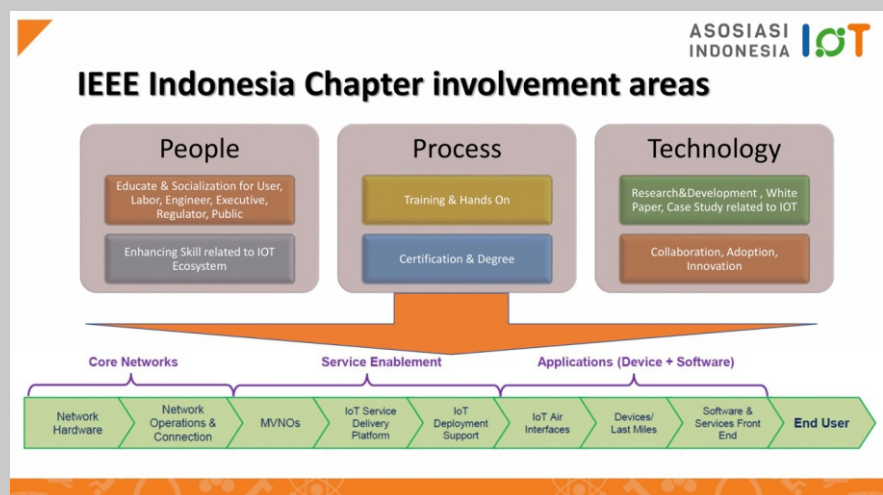 ASOSIASI
INDONESIA
IoT
IEEE Indonesia Chapter involvement areas
People
Educate & Socialization for User,
Labor, Engineer, Executive,
Regulator, Public
Enhancing Skill related to IOT
Ecosystem
Process
Training & Hands On
Certification & Degree
Technology
Research&Development , White
Paper, Case Study related to IOT
Collaboration, Adoption,
Innovation
Core Networks
Service Enablement
Applications (Device + Software)
Network
Hardware
Network
Operations &
Connection
MVNOs
IoT Service
Delivery
Platform
IoT
Deployment
Support
IoT Air
Interfaces
Devices/
Last Miles
Software &
Services Front
End
End User